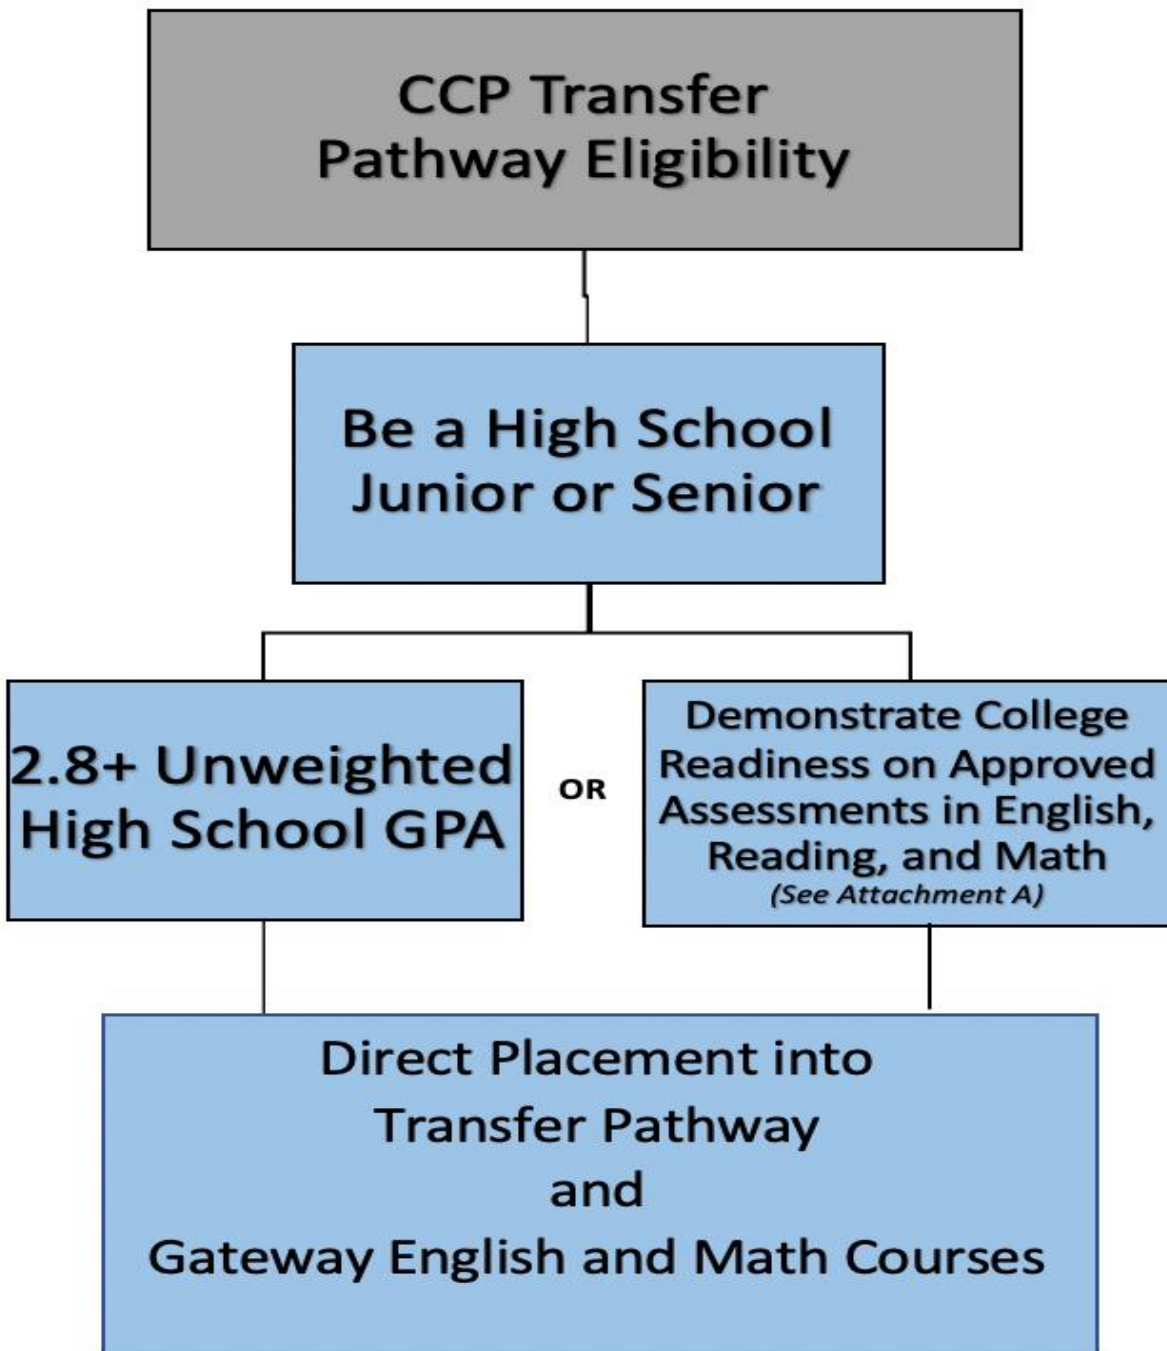 CCP Transfer
Pathway Eligibility
Be a High School
Junior or Senior
2.8+ Unweighted
High School GPA
OR
Demonstrate College
Readiness on Approved
Assessments in English,
Reading, and Math
(See Attachment A)
Direct Placement into
Transfer Pathway
and
Gateway English and Math Courses